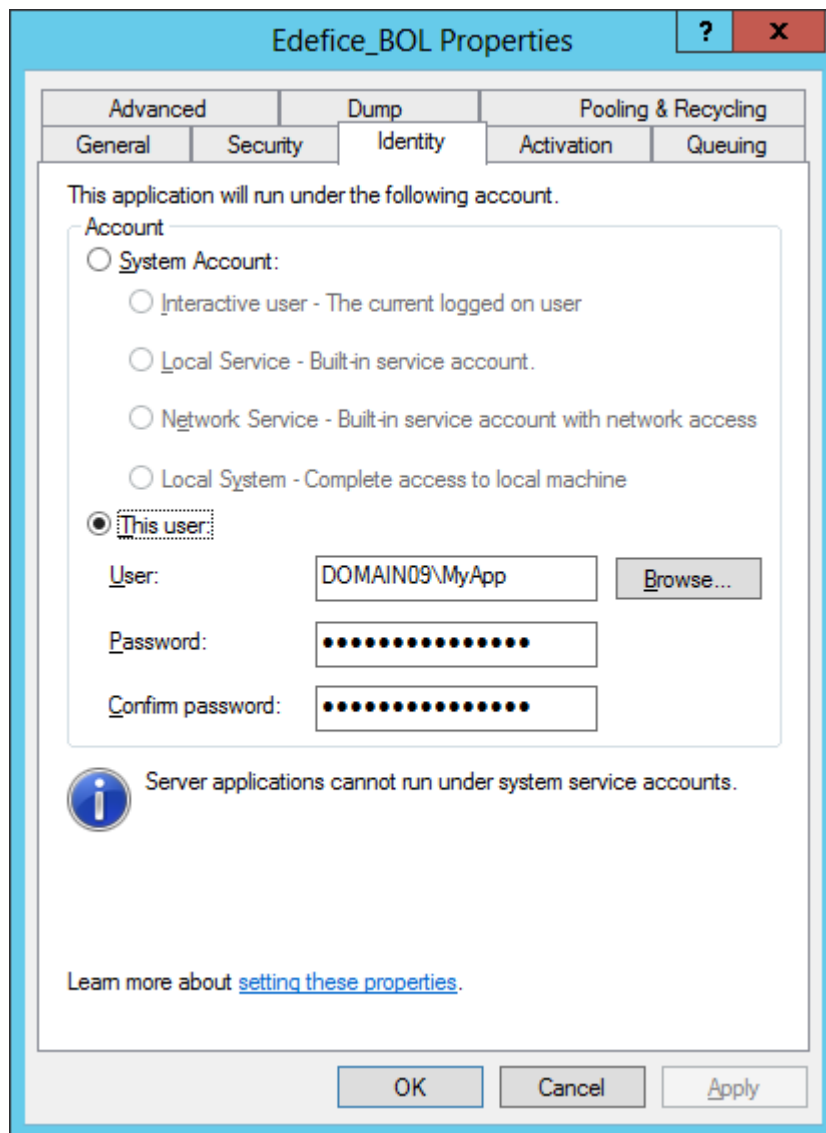 Edefice_BOL Properties
? x
Advanced Dump Pooling & Recycling
General Security Identity Activation Queuing
This application will run under the following account.
Account
System Account:
Interactive user - The current logged on user
Local Service - Built-in service account.
Network Service - Built-in service account with network access
Local System - Complete access to local machine
This user:
User: DOMAIN09\MyApp Browse...
Password: •••••••••••••••
Confirm password: •••••••••••••••
Server applications cannot run under system service accounts.
Learn more about setting these properties.
OK Cancel Apply